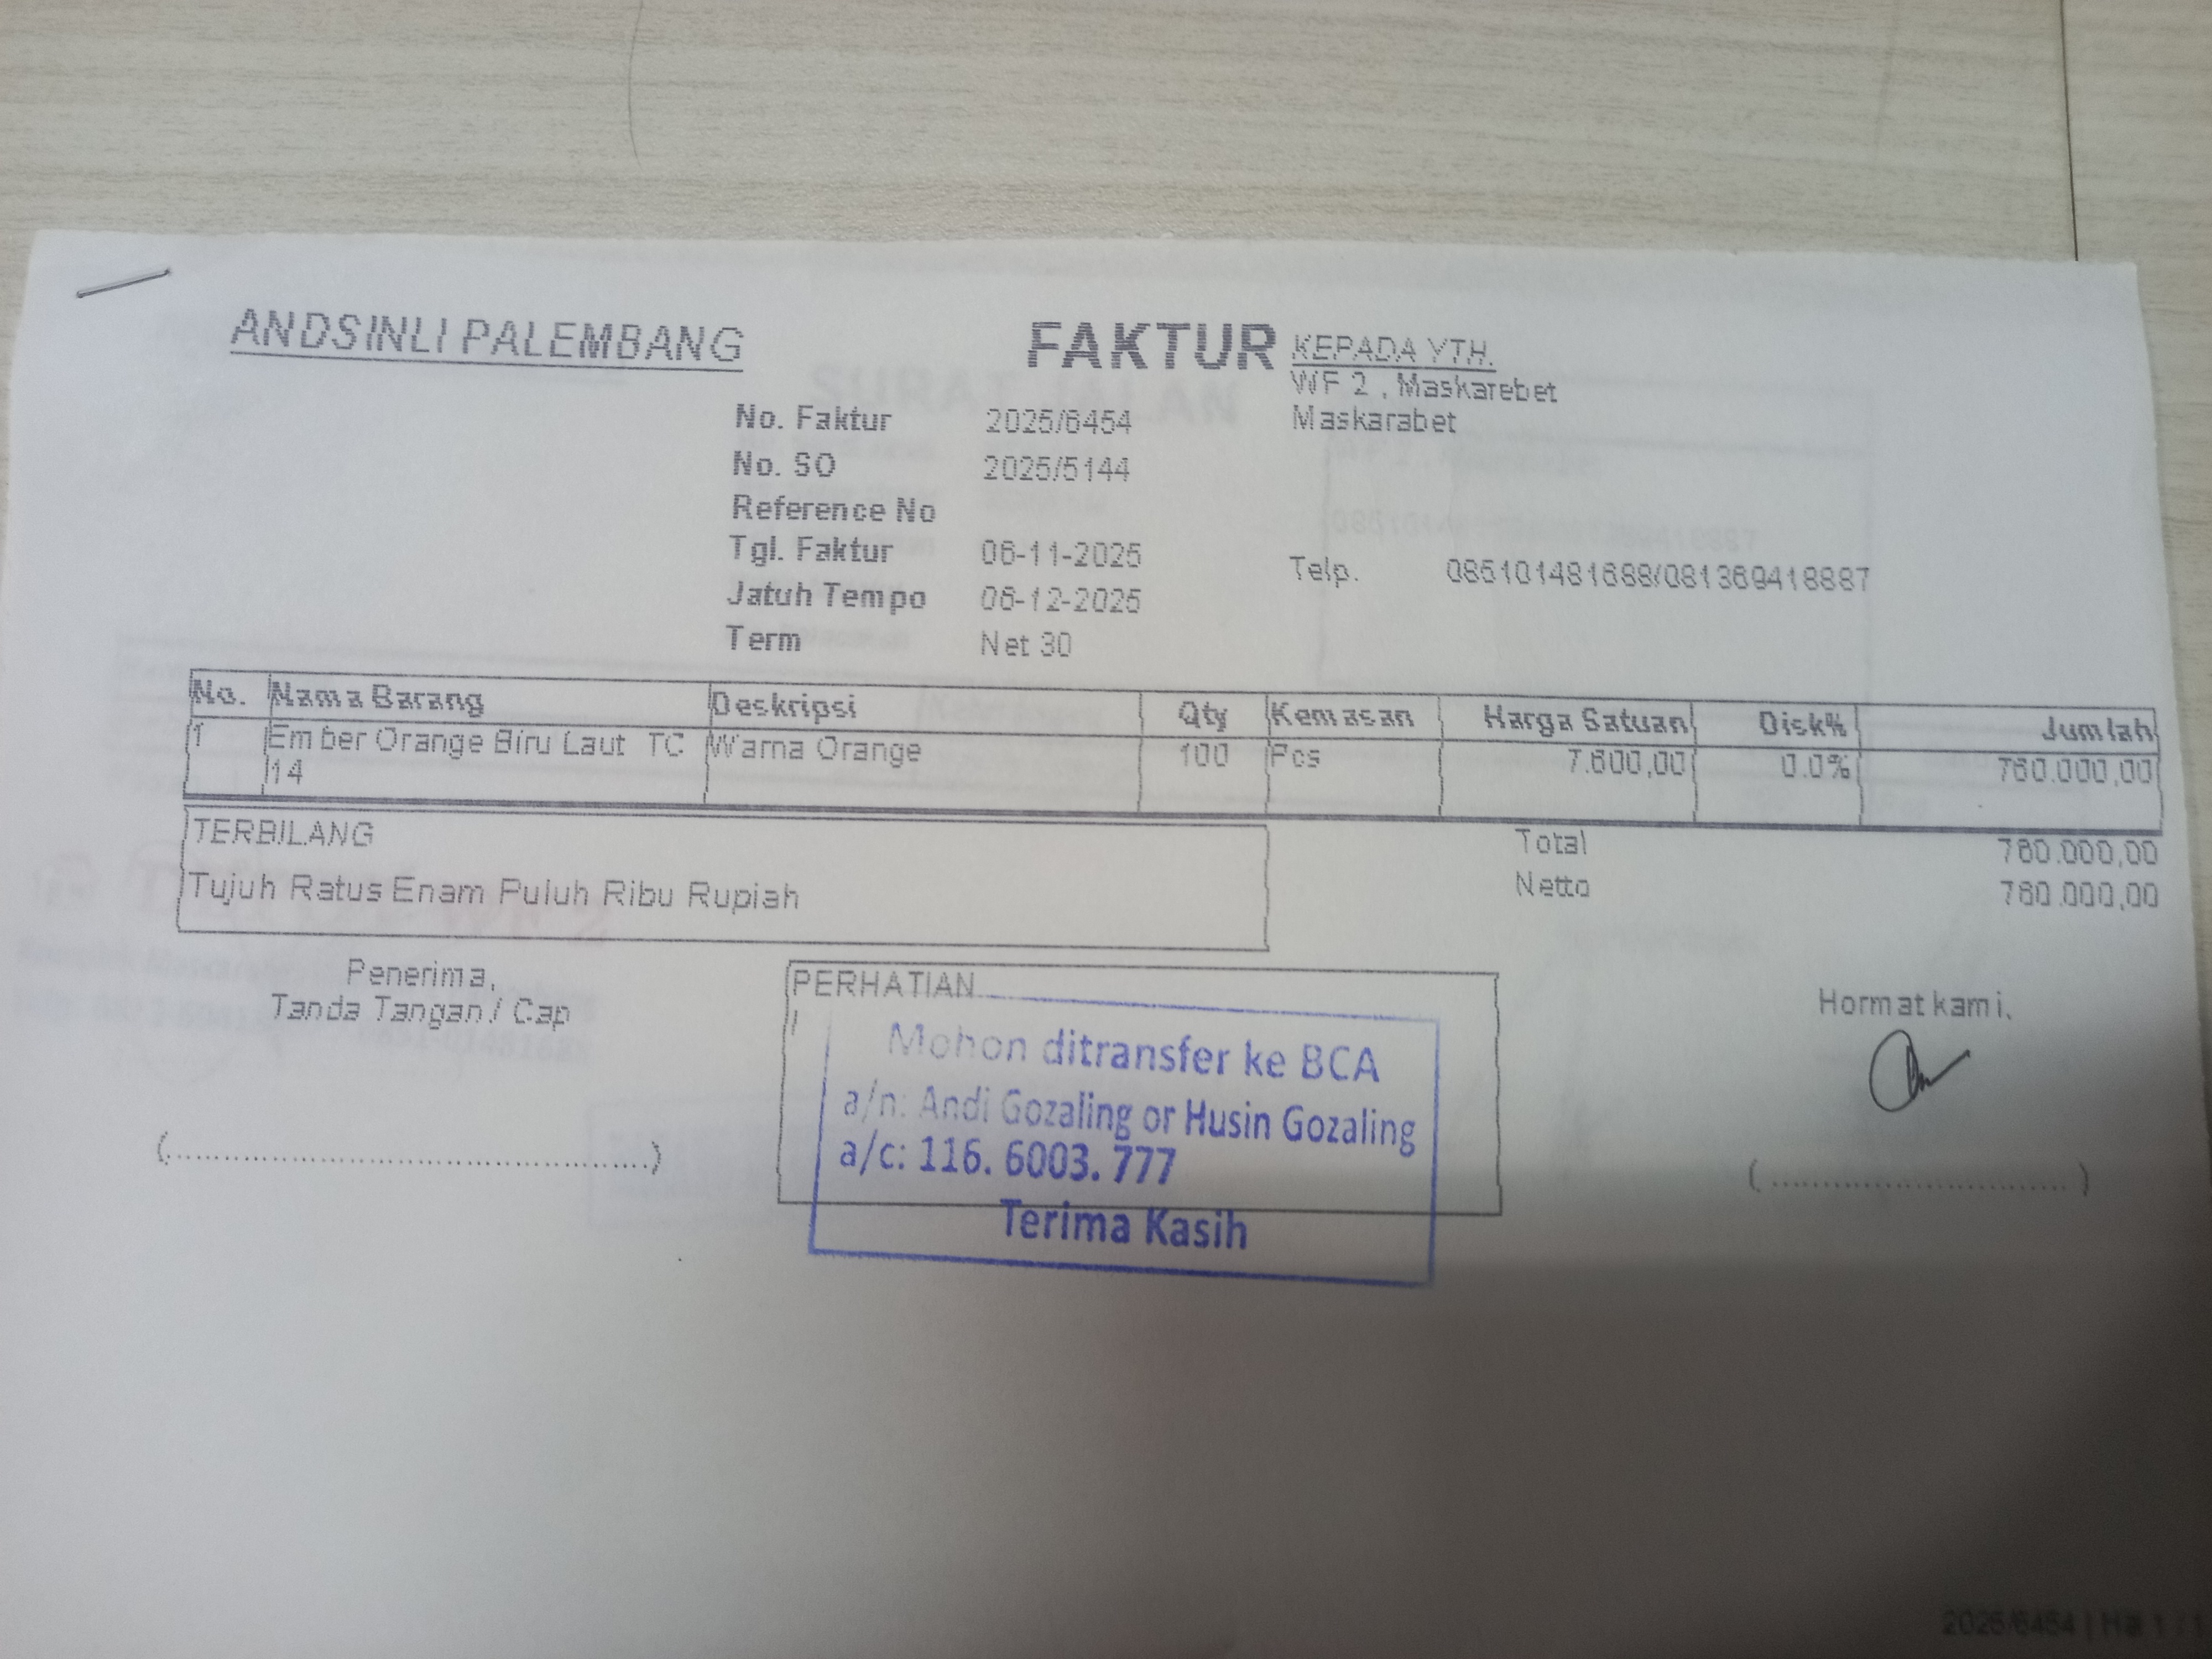 ANDSINLI PALEMBANG
FAKTUR
KEPADA YTH.
WF 2 , Maskarebet
Maskarabet
No. Faktur 2025/6454
No. SO 2025/5144
Reference No
Tgl. Faktur 06-11-2025
Jatuh Tempo 06-12-2025
Term Net 30
Telp. 085101481688/081369418887
No. Nama Barang Deskripsi Qty Kemasan Harga Satuan Disk% Jumlah
1 Ember Orange Biru Laut TC Warna Orange 100 Pcs 7.600,00 0.0% 760.000,00
14
TERBILANG
Tujuh Ratus Enam Puluh Ribu Rupiah
Total 760.000,00
Netto 760.000,00
Penerima,
Tanda Tangan / Cap
(..................................................)
PERHATIAN
Mohon ditransfer ke BCA
a/n: Andi Gozaling or Husin Gozaling
a/c: 116. 6003. 777
Terima Kasih
Hormat kami,
(..............................)
2025/6454 | Hal 1 /